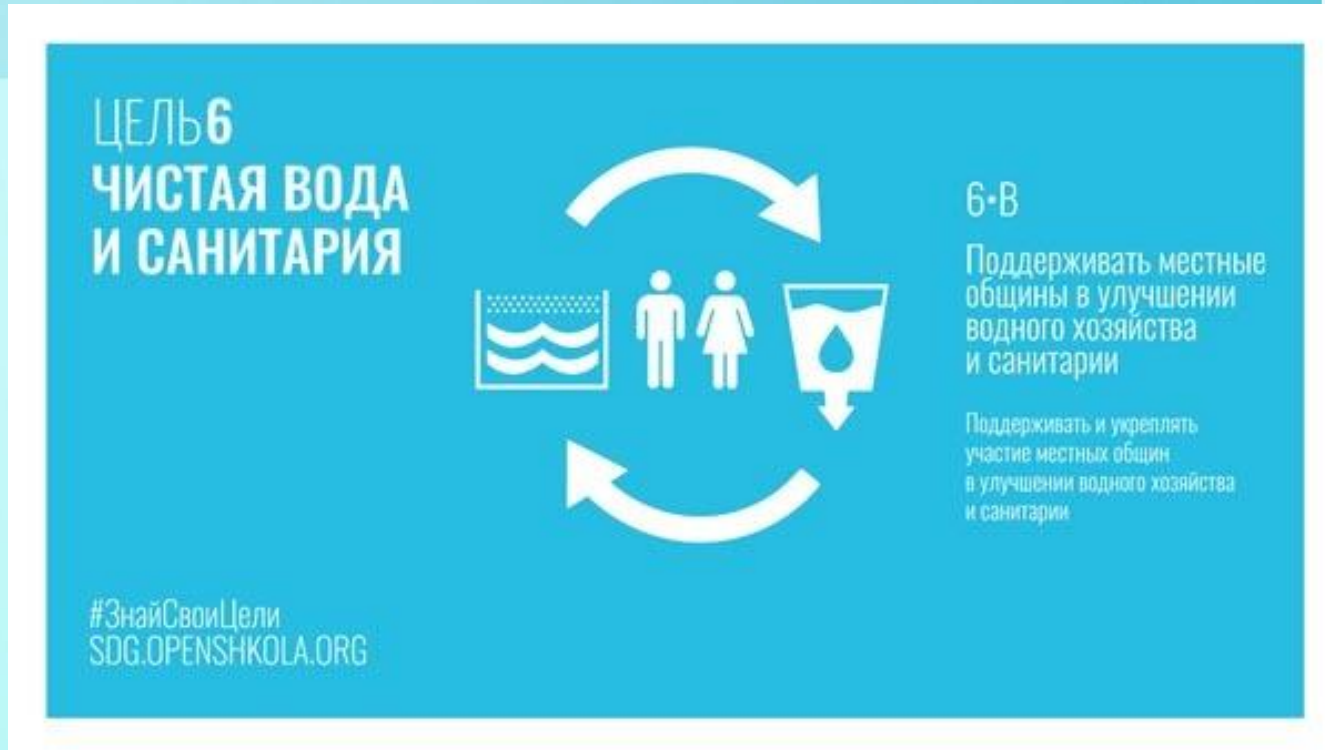 ЦЕЛЬ6
ЧИСТАЯ ВОДА
И САНИТАРИЯ
6•В
Поддерживать местные
общины в улучшении
водного хозяйства
и санитарии
Поддерживать и укреплять
участие местных общин
в улучшении водного хозяйства
и санитарии
#ЗнайСвоиЦели
SDG.OPENSHKOLA.ORG